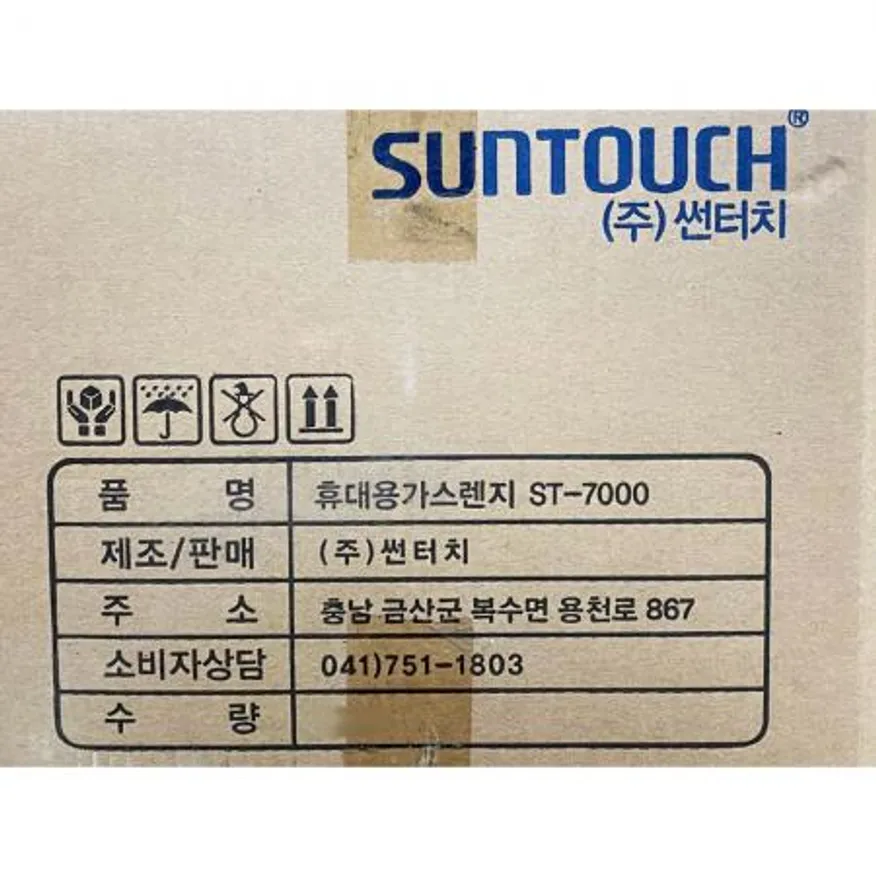 SUNTOUCH®
(주)썬터치
품 명 휴대용가스렌지 ST-7000
제조/판매 (주)썬터치
주 소 충남 금산군 복수면 용천로 867
소비자상담 041)751-1803
수 량